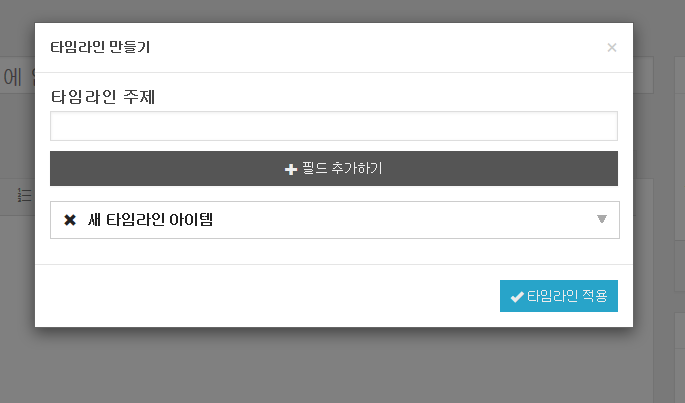 타임라인 만들기 ×
타임라인 주제
필드 추가하기
새 타임라인 아이템
타임라인 적용